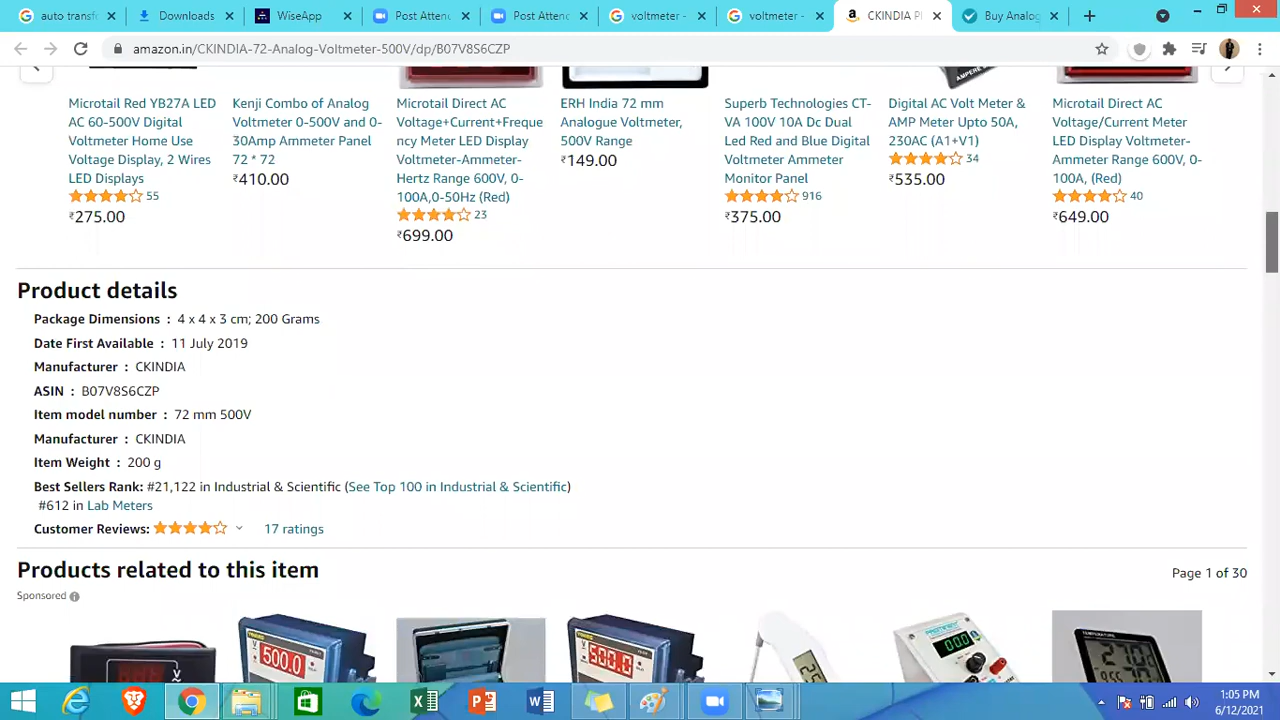 auto transf
Downloads
WiseApp
Post Attend
Post Attend
voltmeter -
voltmeter -
CKINDIA P
Buy Analog
amazon.in/CKINDIA-72-Analog-Voltmeter-500V/dp/B07V8S6CZP
Microtail Red YB27A LED
AC 60-500V Digital
Voltmeter Home Use
Voltage Display, 2 Wires
LED Displays
55
₹275.00
Kenji Combo of Analog
Voltmeter 0-500V and 0-
30Amp Ammeter Panel
72 * 72
₹410.00
Microtail Direct AC
Voltage+Current+Freque
ncy Meter LED Display
Voltmeter-Ammeter-
Hertz Range 600V, 0-
100A,0-50Hz (Red)
23
₹699.00
AMPERE
ERH India 72 mm
Analogue Voltmeter,
500V Range
₹149.00
Superb Technologies CT-
VA 100V 10A Dc Dual
Led Red and Blue Digital
Voltmeter Ammeter
Monitor Panel
916
₹375.00
Digital AC Volt Meter &
AMP Meter Upto 50A,
230AC (A1+V1)
34
₹535.00
Microtail Direct AC
Voltage/Current Meter
LED Display Voltmeter-
Ammeter Range 600V, 0-
100A, (Red)
40
₹649.00
Product details
Package Dimensions : 4 x 4 x 3 cm; 200 Grams
Date First Available : 11 July 2019
Manufacturer : CKINDIA
ASIN : B07V8S6CZP
Item model number : 72 mm 500V
Manufacturer : CKINDIA
Item Weight : 200 g
Best Sellers Rank: #21,122 in Industrial & Scientific (See Top 100 in Industrial & Scientific)
#612 in Lab Meters
Customer Reviews: 17 ratings
Products related to this item
Page 1 of 30
Sponsored
500.0
500.0
000
TEMPERATURE
1:05 PM
6/12/2021